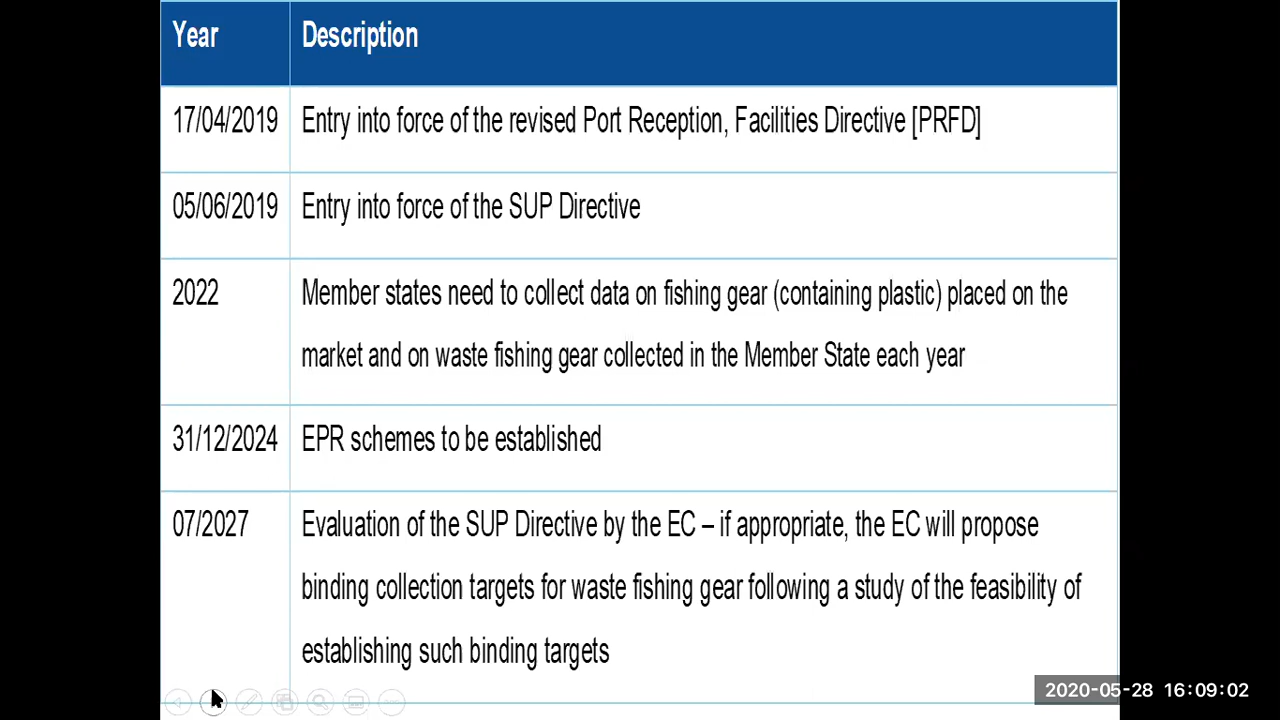 Year Description
17/04/2019 Entry into force of the revised Port Reception, Facilities Directive [PRFD]
05/06/2019 Entry into force of the SUP Directive
2022 Member states need to collect data on fishing gear (containing plastic) placed on the
market and on waste fishing gear collected in the Member State each year
31/12/2024 EPR schemes to be established
07/2027 Evaluation of the SUP Directive by the EC – if appropriate, the EC will propose
binding collection targets for waste fishing gear following a study of the feasibility of
establishing such binding targets
2020-05-28 16:09:02